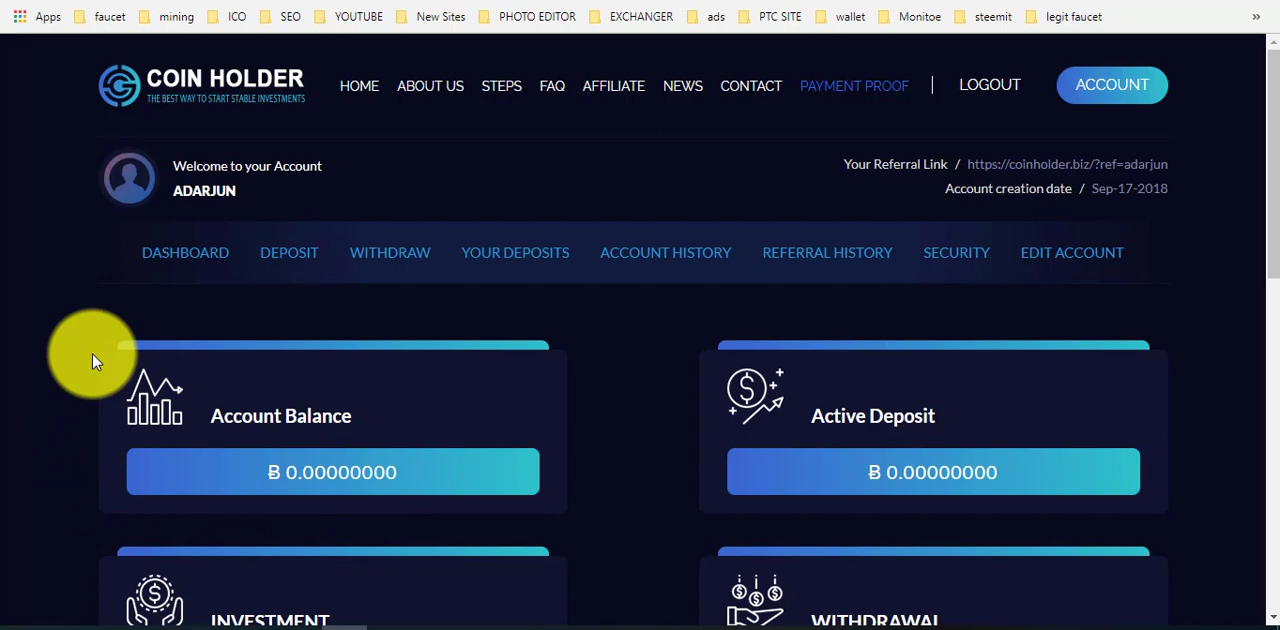 Apps faucet mining ICO SEO YOUTUBE New Sites PHOTO EDITOR EXCHANGER ads PTC SITE wallet Monitoe steemit legit faucet »
COIN HOLDER
THE BEST WAY TO START STABLE INVESTMENTS
HOME ABOUT US STEPS FAQ AFFILIATE NEWS CONTACT PAYMENT PROOF LOGOUT ACCOUNT
Welcome to your Account
ADARJUN
Your Referral Link / https://coinholder.biz/?ref=adarjun
Account creation date / Sep-17-2018
DASHBOARD DEPOSIT WITHDRAW YOUR DEPOSITS ACCOUNT HISTORY REFERRAL HISTORY SECURITY EDIT ACCOUNT
Account Balance
Ƀ 0.00000000
Active Deposit
Ƀ 0.00000000
INVESTMENT
WITHDRAWAL